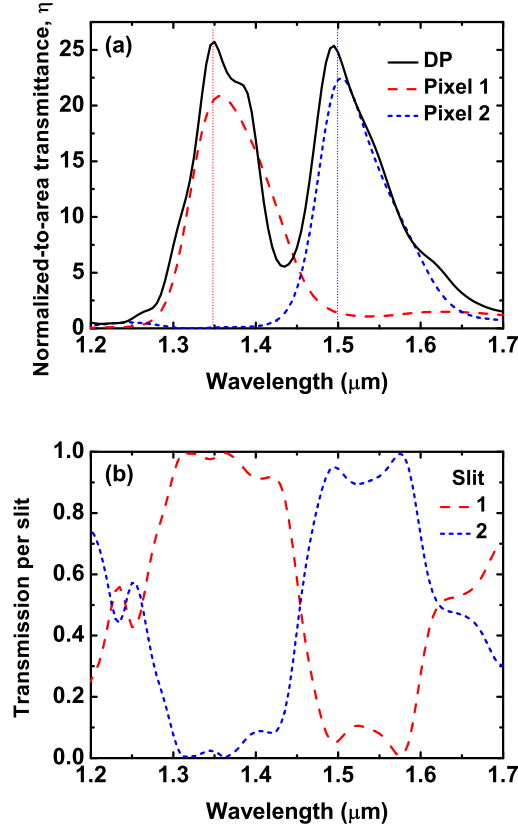 Normalized-to-area transmittance, η
25
20
15
10
5
0
(a)
DP
Pixel 1
Pixel 2
1.2 1.3 1.4 1.5 1.6 1.7
Wavelength (μm)
Transmission per slit
1.0
0.8
0.6
0.4
0.2
0.0
(b)
Slit
1
2
1.2 1.3 1.4 1.5 1.6 1.7
Wavelength (μm)